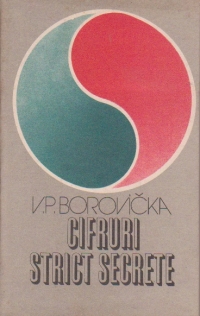 V.P. BOROVIČKA
CIFRURI
STRICT SECRETE